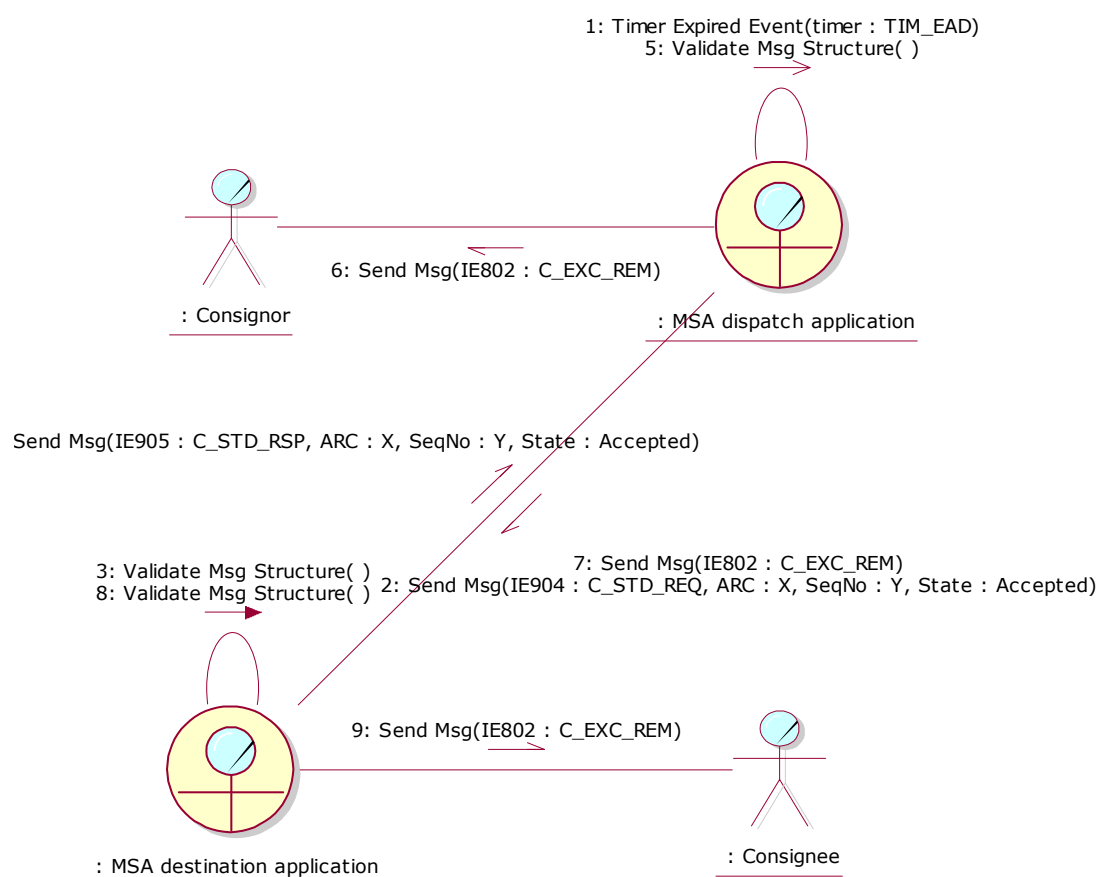 1: Timer Expired Event(timer : TIM_EAD)
5: Validate Msg Structure( )
6: Send Msg(IE802 : C_EXC_REM)
: Consignor
: MSA dispatch application
Send Msg(IE905 : C_STD_RSP, ARC : X, SeqNo : Y, State : Accepted)
7: Send Msg(IE802 : C_EXC_REM)
3: Validate Msg Structure( )
2: Send Msg(IE904 : C_STD_REQ, ARC : X, SeqNo : Y, State : Accepted)
8: Validate Msg Structure( )
9: Send Msg(IE802 : C_EXC_REM)
: MSA destination application
: Consignee